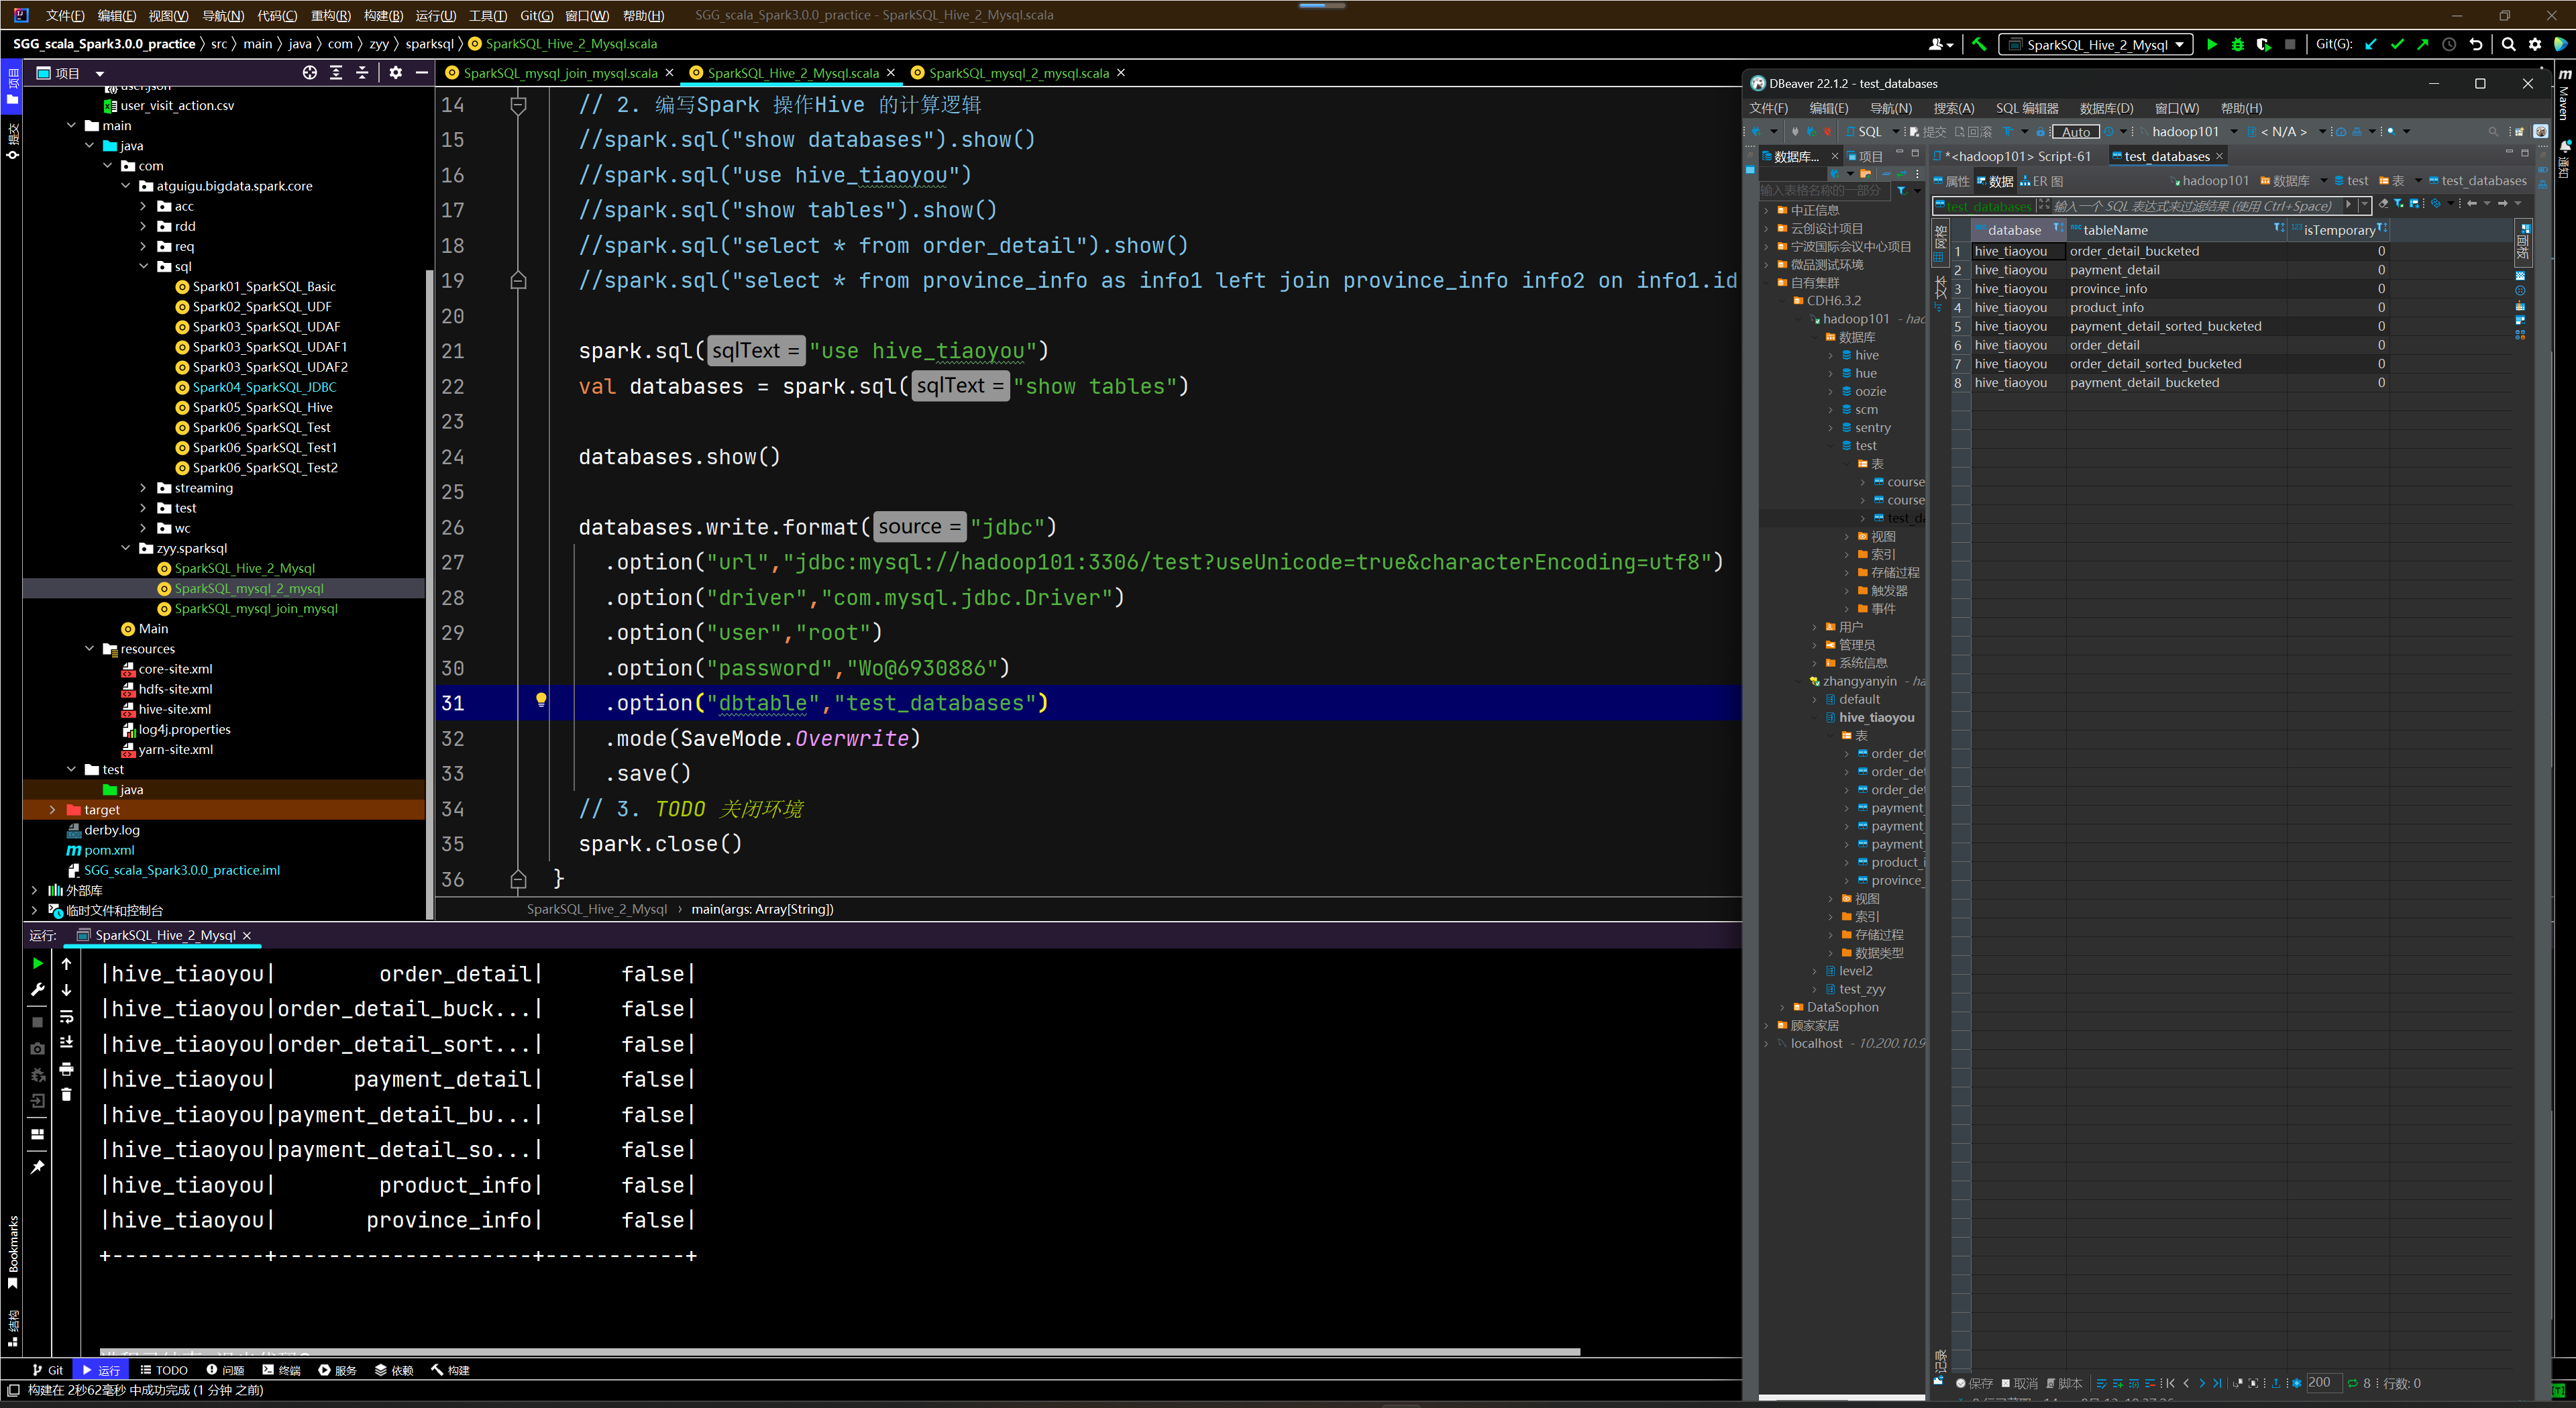 文件(F) 编辑(E) 视图(V) 导航(N) 代码(C) 重构(R) 构建(B) 运行(U) 工具(T) Git(G) 窗口(W) 帮助(H) SGG_scala_Spark3.0.0_practice - SparkSQL_Hive_2_Mysql.scala
SGG_scala_Spark3.0.0_practice 〉 src 〉 main 〉 java 〉 com 〉 zyy 〉 sparksql 〉 SparkSQL_Hive_2_Mysql.scala
SparkSQL_Hive_2_Mysql Git(G):
项目
SparkSQL_mysql_join_mysql.scala SparkSQL_Hive_2_Mysql.scala SparkSQL_mysql_2_mysql.scala
项目
提交
Bookmarks
结构
user.json
user_visit_action.csv
main
java
com
atguigu.bigdata.spark.core
acc
rdd
req
sql
Spark01_SparkSQL_Basic
Spark02_SparkSQL_UDF
Spark03_SparkSQL_UDAF
Spark03_SparkSQL_UDAF1
Spark03_SparkSQL_UDAF2
Spark04_SparkSQL_JDBC
Spark05_SparkSQL_Hive
Spark06_SparkSQL_Test
Spark06_SparkSQL_Test1
Spark06_SparkSQL_Test2
streaming
test
wc
zyy.sparksql
SparkSQL_Hive_2_Mysql
SparkSQL_mysql_2_mysql
SparkSQL_mysql_join_mysql
Main
resources
core-site.xml
hdfs-site.xml
hive-site.xml
log4j.properties
yarn-site.xml
test
java
target
derby.log
pom.xml
SGG_scala_Spark3.0.0_practice.iml
外部库
临时文件和控制台
14 // 2. 编写Spark 操作Hive 的计算逻辑
15 //spark.sql("show databases").show()
16 //spark.sql("use hive_tiaoyou")
17 //spark.sql("show tables").show()
18 //spark.sql("select * from order_detail").show()
19 //spark.sql("select * from province_info as info1 left join province_info info2 on info1.id
20
21 spark.sql( sqlText = "use hive_tiaoyou")
22 val databases = spark.sql( sqlText = "show tables")
23
24 databases.show()
25
26 databases.write.format( source = "jdbc")
27 .option("url","jdbc:mysql://hadoop101:3306/test?useUnicode=true&characterEncoding=utf8")
28 .option("driver","com.mysql.jdbc.Driver")
29 .option("user","root")
30 .option("password","Wo@6930886")
31 .option("dbtable","test_databases")
32 .mode(SaveMode.Overwrite)
33 .save()
34 // 3. TODO 关闭环境
35 spark.close()
36 }
SparkSQL_Hive_2_Mysql › main(args: Array[String])
运行: SparkSQL_Hive_2_Mysql
|hive_tiaoyou|        order_detail|      false|
|hive_tiaoyou|order_detail_buck...|      false|
|hive_tiaoyou|order_detail_sort...|      false|
|hive_tiaoyou|      payment_detail|      false|
|hive_tiaoyou|payment_detail_bu...|      false|
|hive_tiaoyou|payment_detail_so...|      false|
|hive_tiaoyou|        product_info|      false|
|hive_tiaoyou|       province_info|      false|
+------------+--------------------+-----------+
Git 运行 TODO 问题 终端 服务 依赖 构建
构建在 2秒62毫秒 中成功完成 (1 分钟 之前)
DBeaver 22.1.2 - test_databases
文件(F) 编辑(E) 导航(N) 搜索(A) SQL 编辑器 数据库(D) 窗口(W) 帮助(H)
SQL 提交 回滚 Auto hadoop101 < N/A >
数据库... 项目 *<hadoop101> Script-61 test_databases
属性 数据 ER 图 hadoop101 数据库 test 表 test_databases
输入表格名称的一部分
test_databases 输入一个 SQL 表达式来过滤结果 (使用 Ctrl+Space)
中正信息
云创设计项目
宁波国际会议中心项目
微品测试环境
自有集群
CDH6.3.2
hadoop101 - had
数据库
hive
hue
oozie
scm
sentry
test
表
course
course
test_da
视图
索引
存储过程
触发器
事件
用户
管理员
系统信息
zhangyanyin - ha
default
hive_tiaoyou
表
order_det
order_det
order_det
payment_
payment_
payment_
product_i
province_
视图
索引
存储过程
数据类型
level2
test_zyy
DataSophon
顾家家居
localhost - 10.200.10.9
网格
文本
记录
database tableName isTemporary
1 hive_tiaoyou order_detail_bucketed 0
2 hive_tiaoyou payment_detail 0
3 hive_tiaoyou province_info 0
4 hive_tiaoyou product_info 0
5 hive_tiaoyou payment_detail_sorted_bucketed 0
6 hive_tiaoyou order_detail 0
7 hive_tiaoyou order_detail_sorted_bucketed 0
8 hive_tiaoyou payment_detail_bucketed 0
面板
保存 取消 脚本 200 8 行数: 0
Maven
通知